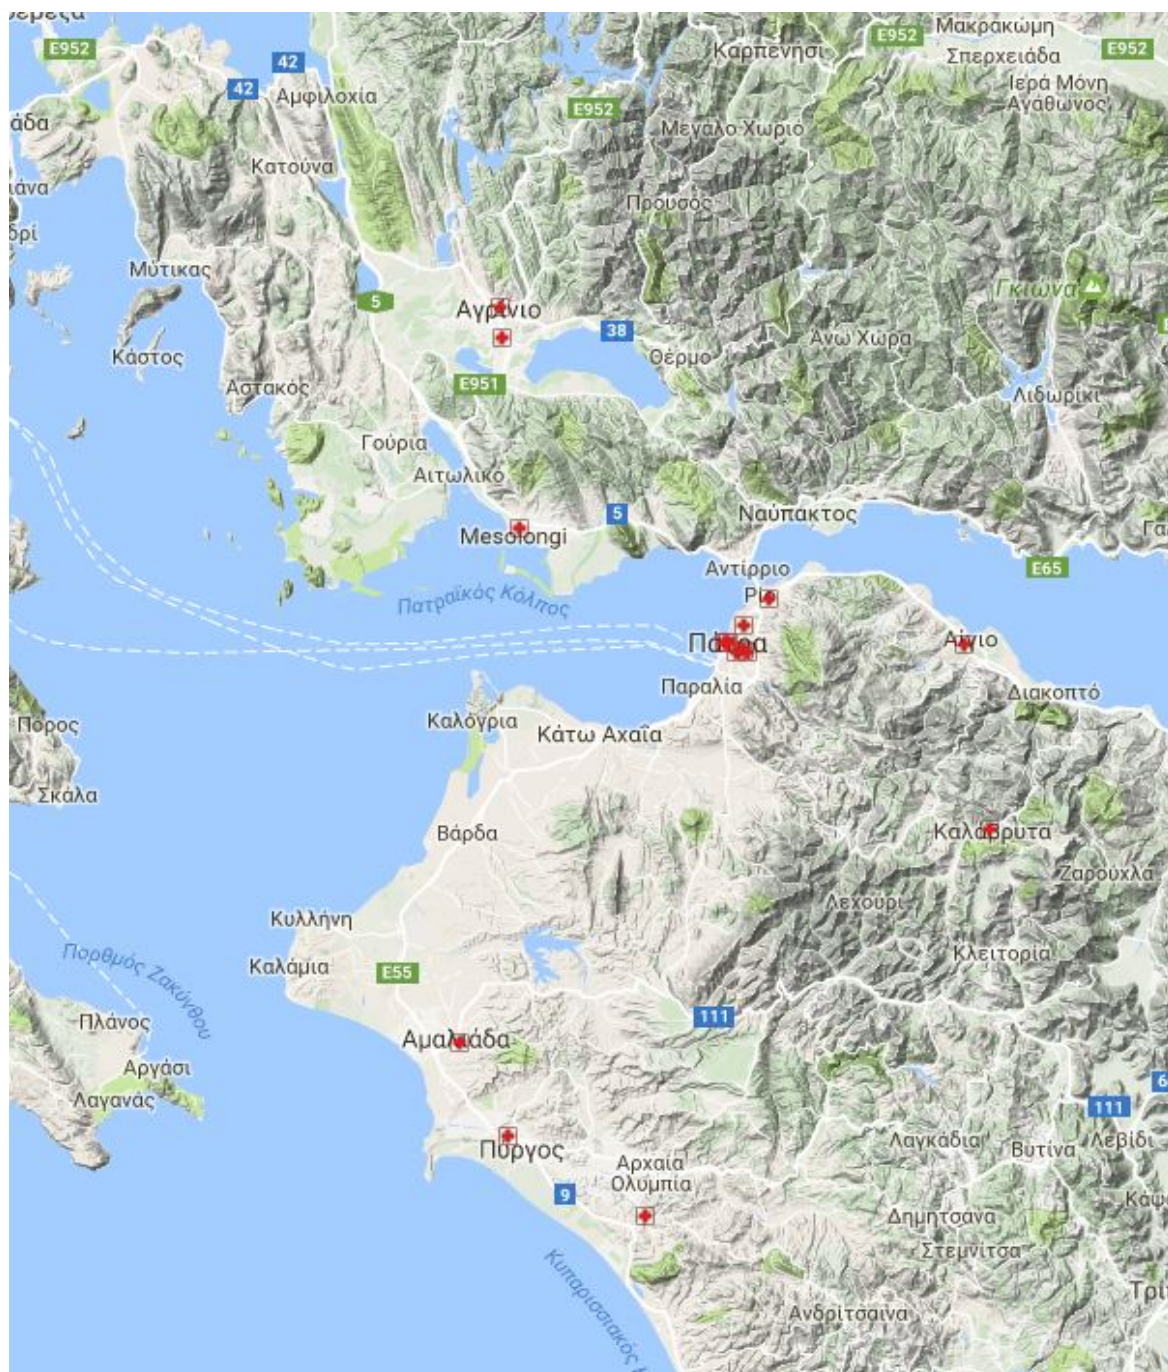 E952
42
42
Αμφιλοχία
E952
Καρπενήσι
E952
Μακρακώμη
E952
Σπερχειάδα
Ιερά Μόνη
Αγάθωνος
Μεγάλο Χωριό
Κατούνα
Προυσός
Μύτικας
Γκιώνα
5
Αγρίνιο
38
Κάστος
Θέρμο
Άνω Χώρα
Αστακός
E951
Λιδωρίκι
Γούρια
Αιτωλικό
5
Ναύπακτος
Mesolongi
Αντίρριο
E65
Πατραϊκός Κόλπος
Πάτρα
Αίγιο
Παραλία
Διακοπτό
Πόρος
Καλόγρια
Κάτω Αχαΐα
Σκάλα
Βάρδα
Καλάβρυτα
Ζαρούχλα
Λεχούρι
Κυλλήνη
Πορθμός Ζακύνθου
Καλάμια
E55
Κλειτορία
Πλάνος
111
Αμαλιάδα
Αργάσι
Λαγανάς
6
111
Πύργος
Λαγκάδια
Βυτίνα
Λεβίδι
Αρχαία
Ολυμπία
9
Δημητσάνα
Στεμνίτσα
Κυπαρισσιακός
Ανδρίτσαινα